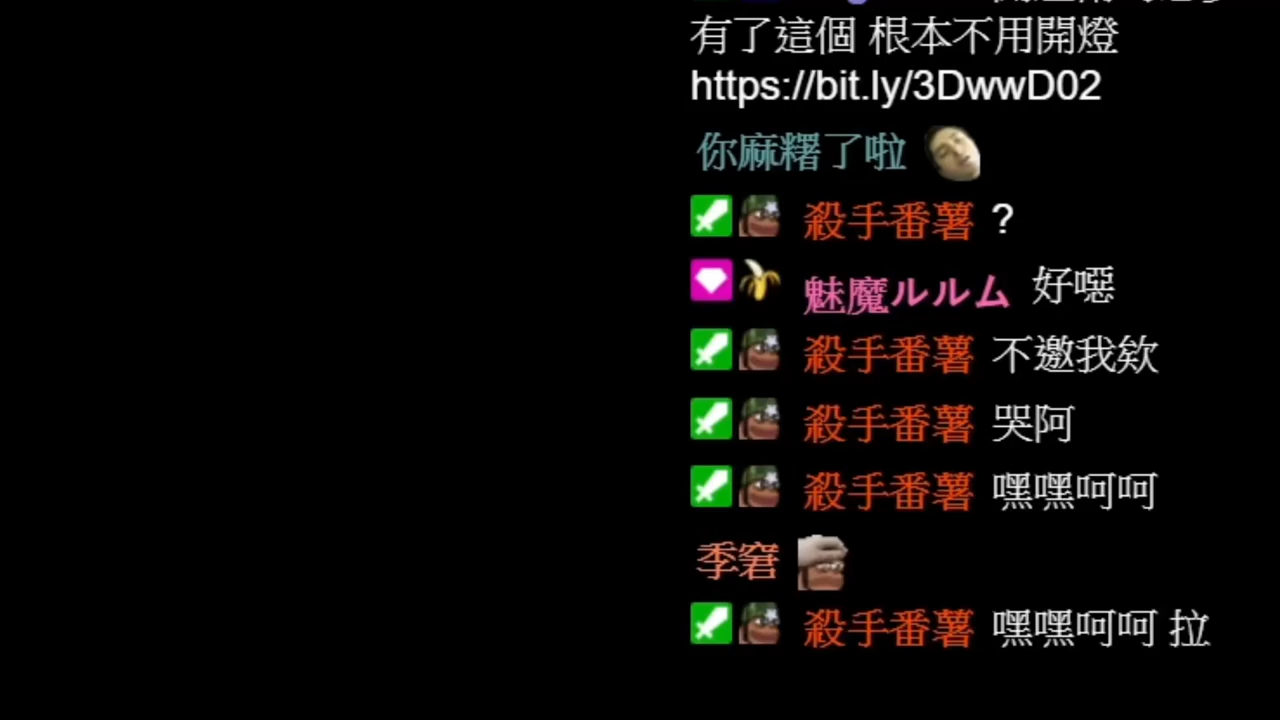 有了這個 根本不用開燈
https://bit.ly/3DwwD02
你麻糬了啦
殺手番薯 ?
魅魔ルルム 好噁
殺手番薯 不邀我欸
殺手番薯 哭阿
殺手番薯 嘿嘿呵呵
季窘
殺手番薯 嘿嘿呵呵 拉